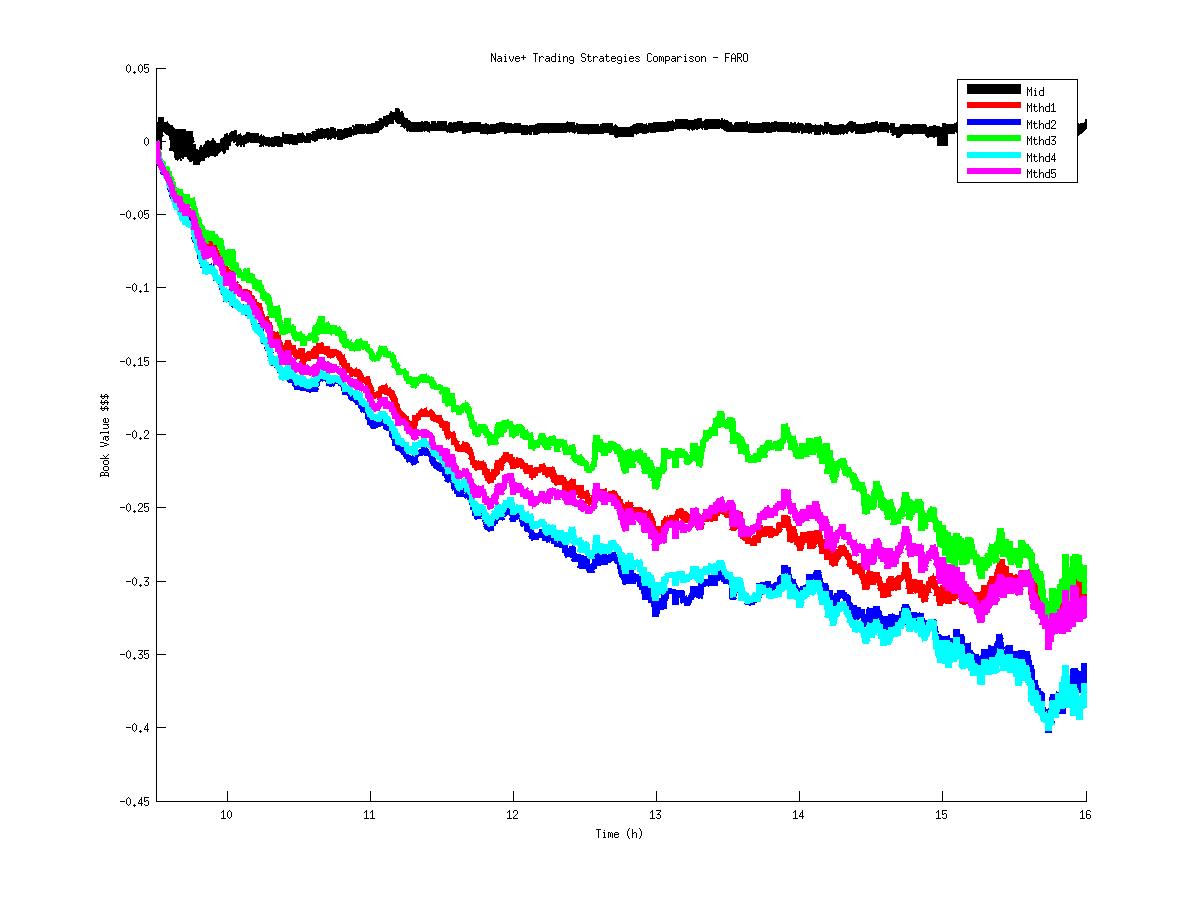 Naive+ Trading Strategies Comparison - FARO
0.05
0
-0.05
-0.1
-0.15
-0.2
-0.25
-0.3
-0.35
-0.4
-0.45
Book Value $$$
Mid
Mthd1
Mthd2
Mthd3
Mthd4
Mthd5
10 11 12 13 14 15 16
Time (h)